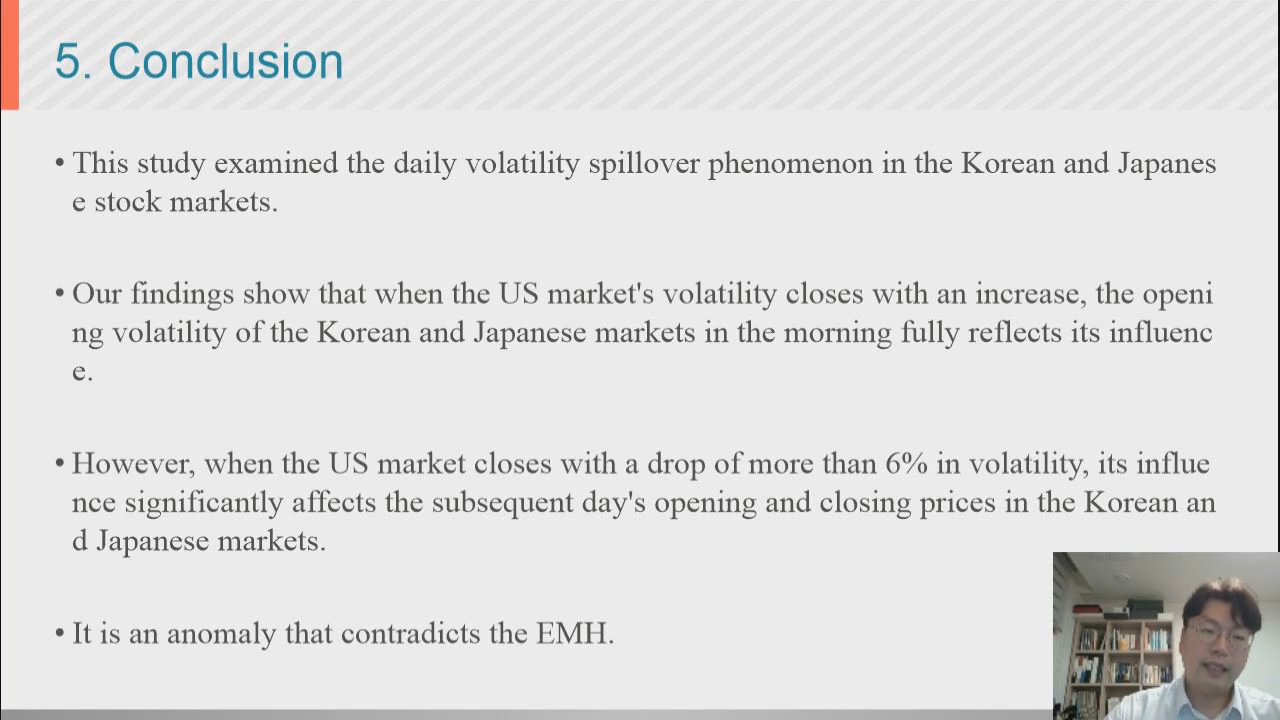 5. Conclusion
• This study examined the daily volatility spillover phenomenon in the Korean and Japanes
e stock markets.
• Our findings show that when the US market's volatility closes with an increase, the openi
ng volatility of the Korean and Japanese markets in the morning fully reflects its influenc
e.
• However, when the US market closes with a drop of more than 6% in volatility, its influe
nce significantly affects the subsequent day's opening and closing prices in the Korean an
d Japanese markets.
• It is an anomaly that contradicts the EMH.